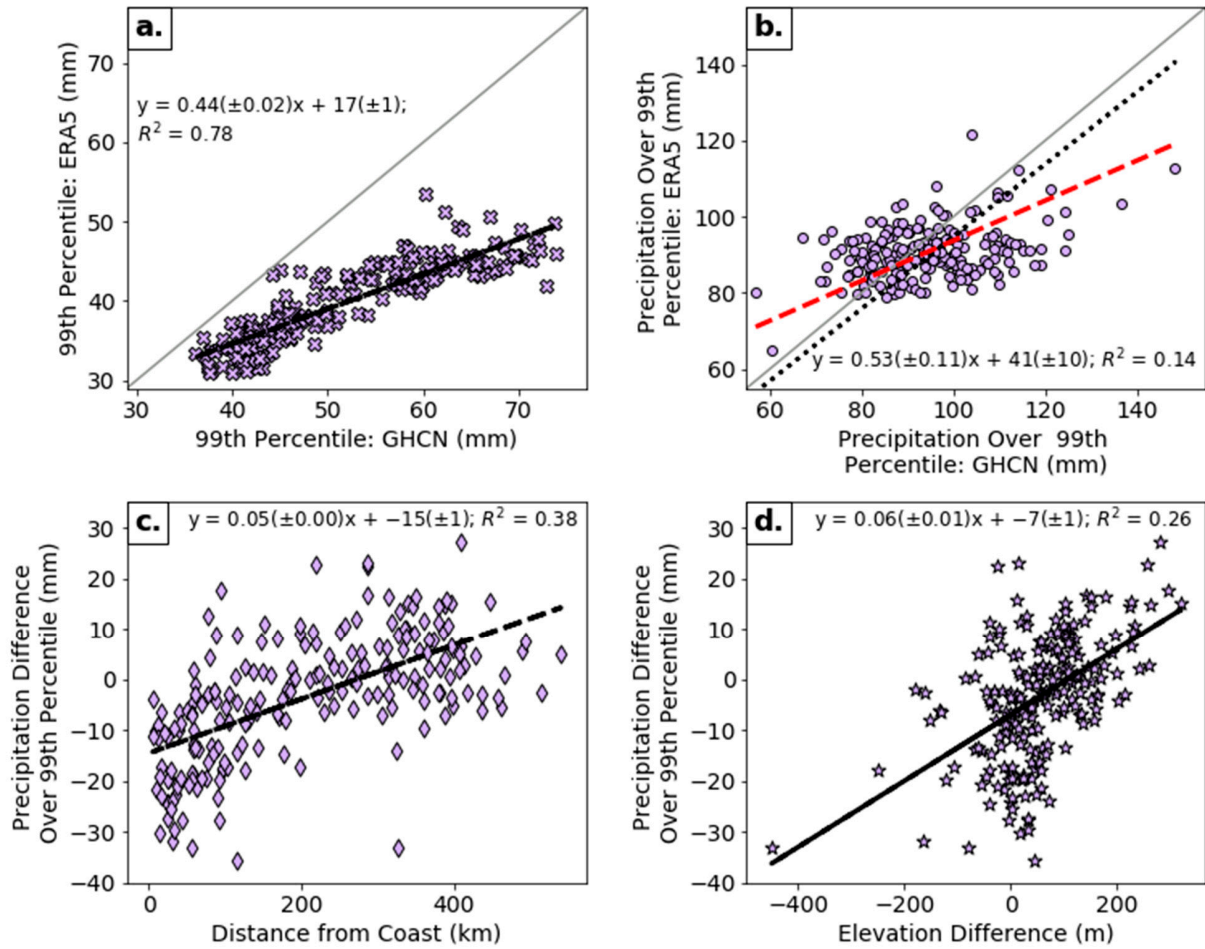 a.
99th Percentile: ERA5 (mm)
70
60
50
40
30
y = 0.44(±0.02)x + 17(±1);
R² = 0.78
30
40
50
60
70
99th Percentile: GHCN (mm)
b.
Precipitation Over 99th
Percentile: ERA5 (mm)
140
120
100
80
60
y = 0.53(±0.11)x + 41(±10); R² = 0.14
60
80
100
120
140
Precipitation Over 99th
Percentile: GHCN (mm)
c.
y = 0.05(±0.00)x + −15(±1); R² = 0.38
Precipitation Difference
Over 99th Percentile (mm)
30
20
10
0
−10
−20
−30
−40
0
200
400
Distance from Coast (km)
d.
y = 0.06(±0.01)x + −7(±1); R² = 0.26
Precipitation Difference
Over 99th Percentile (mm)
30
20
10
0
−10
−20
−30
−40
−400
−200
0
200
Elevation Difference (m)